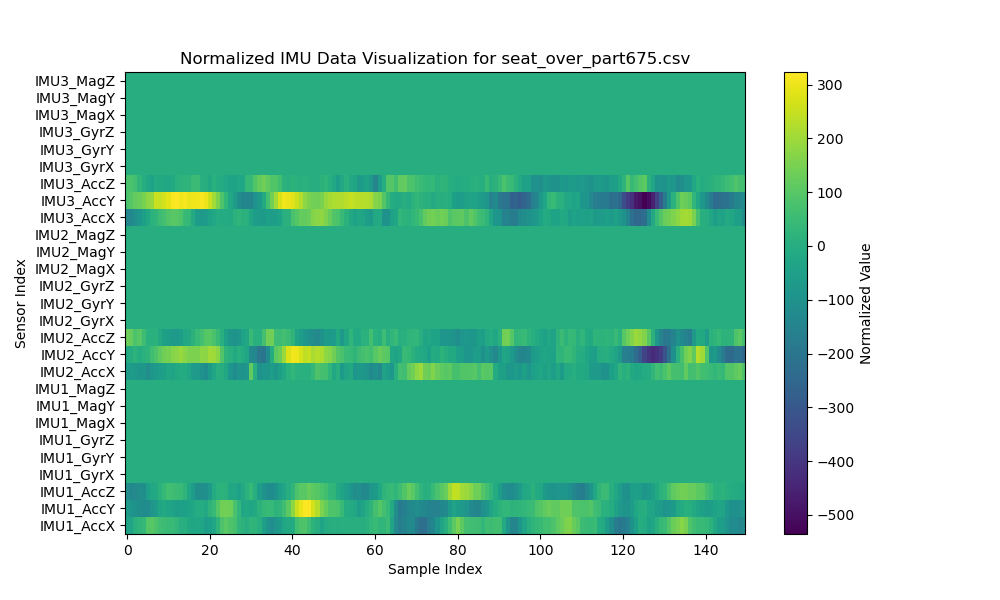 Normalized IMU Data Visualization for seat_over_part675.csv
IMU3_MagZ
IMU3_MagY
IMU3_MagX
IMU3_GyrZ
IMU3_GyrY
IMU3_GyrX
IMU3_AccZ
IMU3_AccY
IMU3_AccX
IMU2_MagZ
IMU2_MagY
IMU2_MagX
IMU2_GyrZ
IMU2_GyrY
IMU2_GyrX
IMU2_AccZ
IMU2_AccY
IMU2_AccX
IMU1_MagZ
IMU1_MagY
IMU1_MagX
IMU1_GyrZ
IMU1_GyrY
IMU1_GyrX
IMU1_AccZ
IMU1_AccY
IMU1_AccX
Sensor Index
0 20 40 60 80 100 120 140
Sample Index
300
200
100
0
−100
−200
−300
−400
−500
Normalized Value